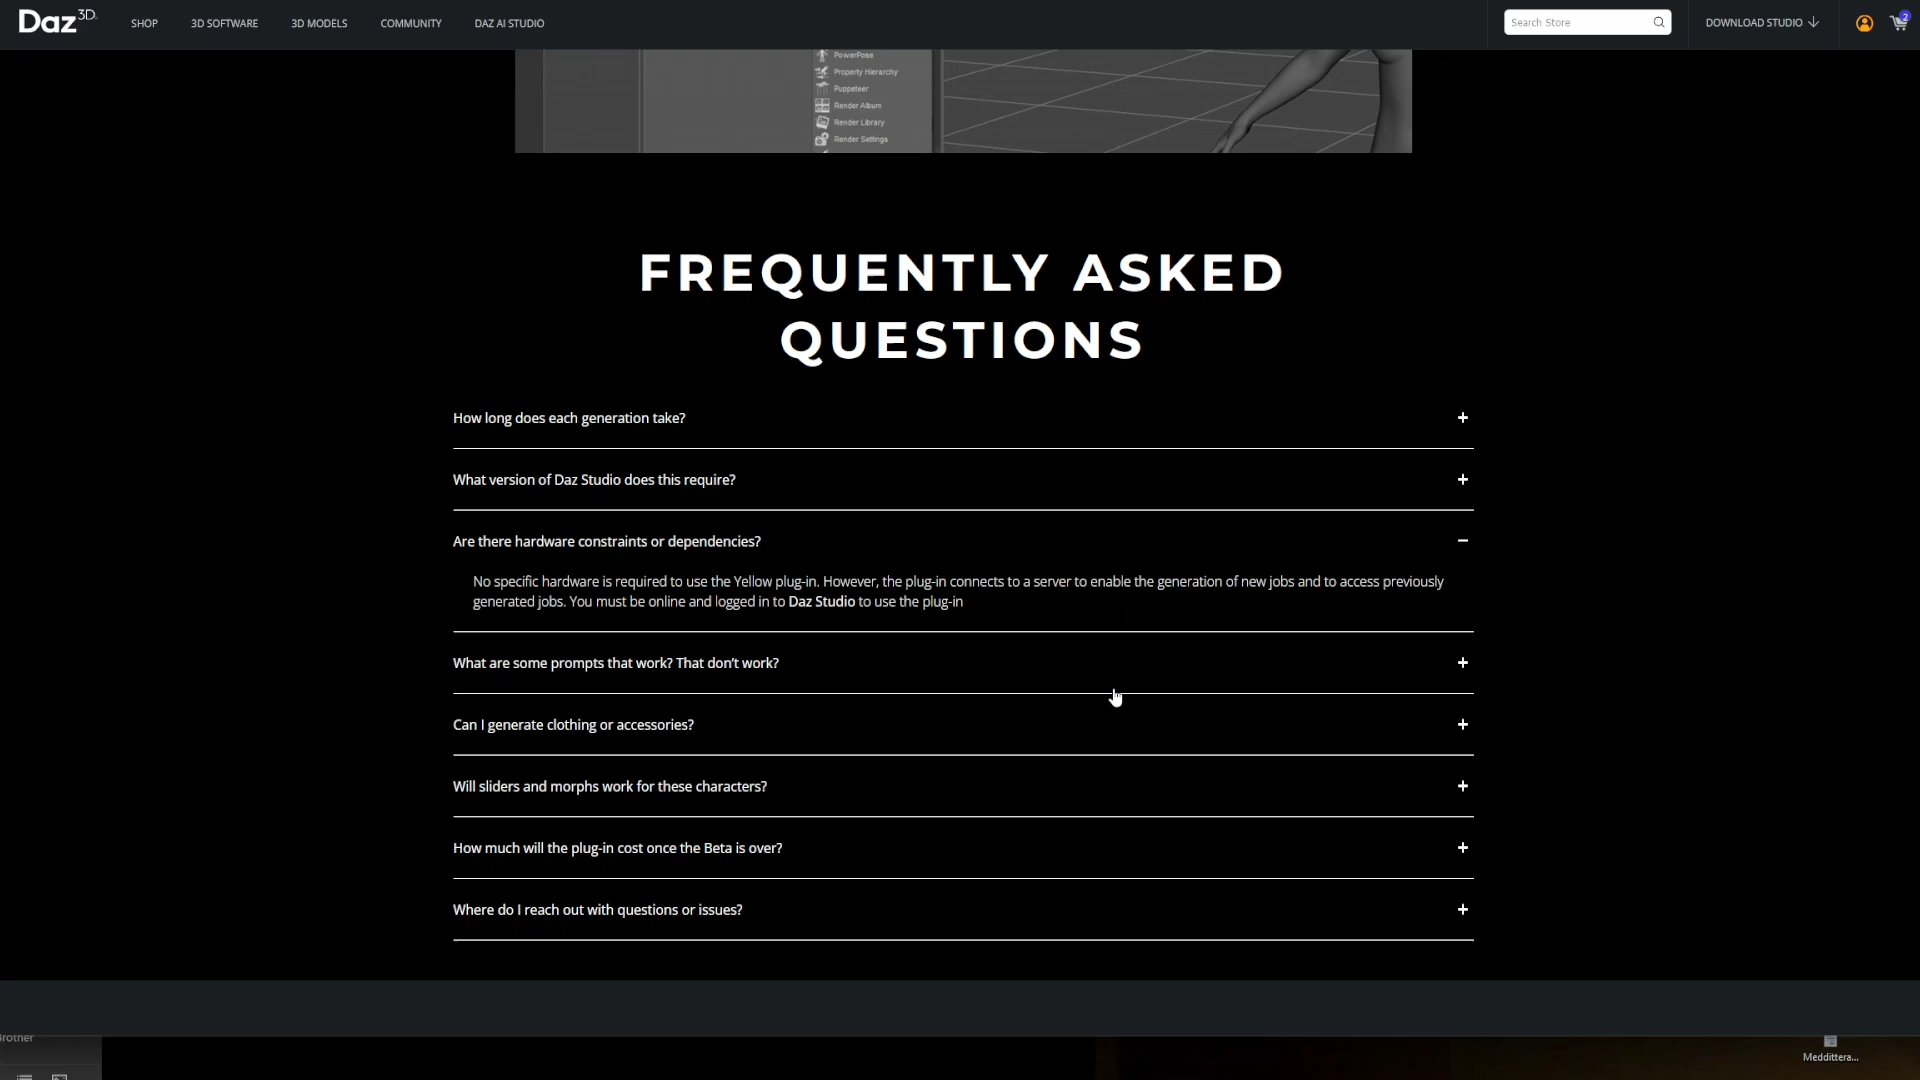 Daz 3D
SHOP
3D SOFTWARE
3D MODELS
COMMUNITY
DAZ AI STUDIO
Search Store
DOWNLOAD STUDIO
2
PowerPose
Property Hierarchy
Puppeteer
Render Album
Render Library
Render Settings
FREQUENTLY ASKED
QUESTIONS
How long does each generation take?
What version of Daz Studio does this require?
Are there hardware constraints or dependencies?
No specific hardware is required to use the Yellow plug-in. However, the plug-in connects to a server to enable the generation of new jobs and to access previously
generated jobs. You must be online and logged in to Daz Studio to use the plug-in
What are some prompts that work? That don't work?
Can I generate clothing or accessories?
Will sliders and morphs work for these characters?
How much will the plug-in cost once the Beta is over?
Where do I reach out with questions or issues?
Meddittera...